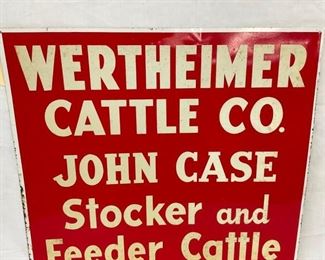 WERTHEIMER
CATTLE CO.
JOHN CASE
Stocker and
Feeder Cattle